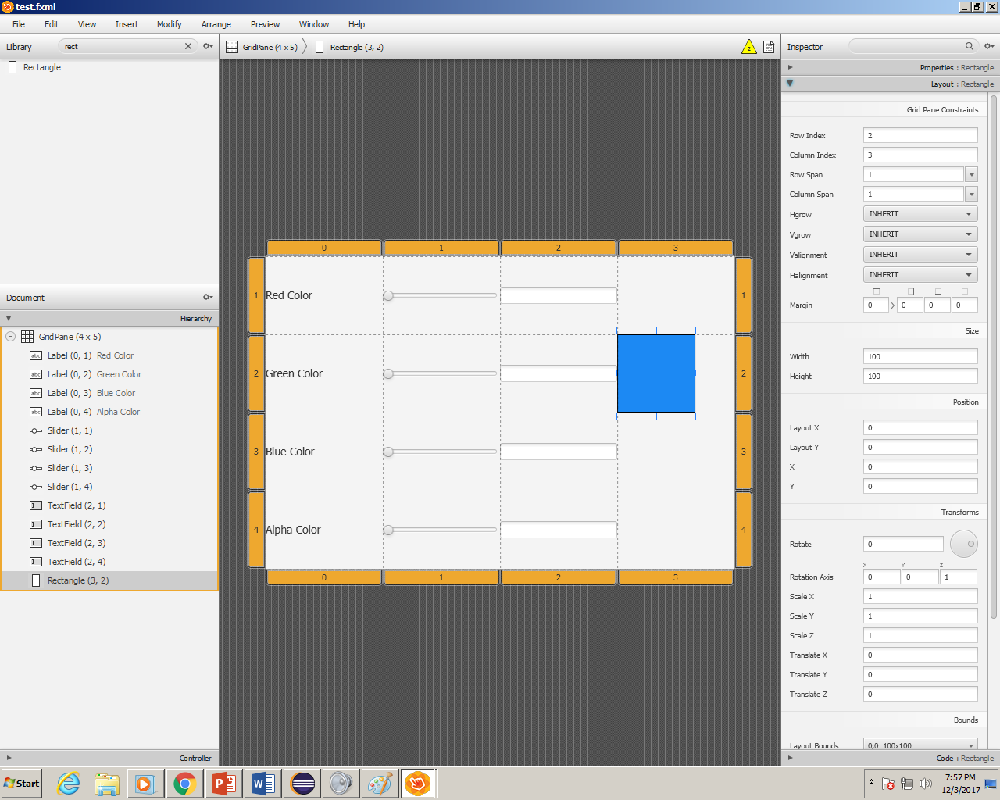 test.fxml
File Edit View Insert Modify Arrange Preview Window Help
Library
rect
GridPane (4 x 5)
Rectangle (3, 2)
2
Inspector
Rectangle
Properties : Rectangle
Layout : Rectangle
Grid Pane Constraints
Row Index 2
Column Index 3
Row Span 1
Column Span 1
Hgrow INHERIT
Vgrow INHERIT
Valignment INHERIT
Halignment INHERIT
Margin 0 0 0 0
Size
Width 100
Height 100
Position
Layout X 0
Layout Y 0
X 0
Y 0
Transforms
Rotate 0
X Y Z
Rotation Axis 0 0 1
Scale X 1
Scale Y 1
Scale Z 1
Translate X 0
Translate Y 0
Translate Z 0
Bounds
Layout Bounds 0,0 100x100
Code : Rectangle
0 1 2 3
1 Red Color 1
2 Green Color 2
3 Blue Color 3
4 Alpha Color 4
0 1 2 3
Document
Hierarchy
GridPane (4 x 5)
abc Label (0, 1) Red Color
abc Label (0, 2) Green Color
abc Label (0, 3) Blue Color
abc Label (0, 4) Alpha Color
Slider (1, 1)
Slider (1, 2)
Slider (1, 3)
Slider (1, 4)
TextField (2, 1)
TextField (2, 2)
TextField (2, 3)
TextField (2, 4)
Rectangle (3, 2)
Controller
Start
7:57 PM
12/3/2017